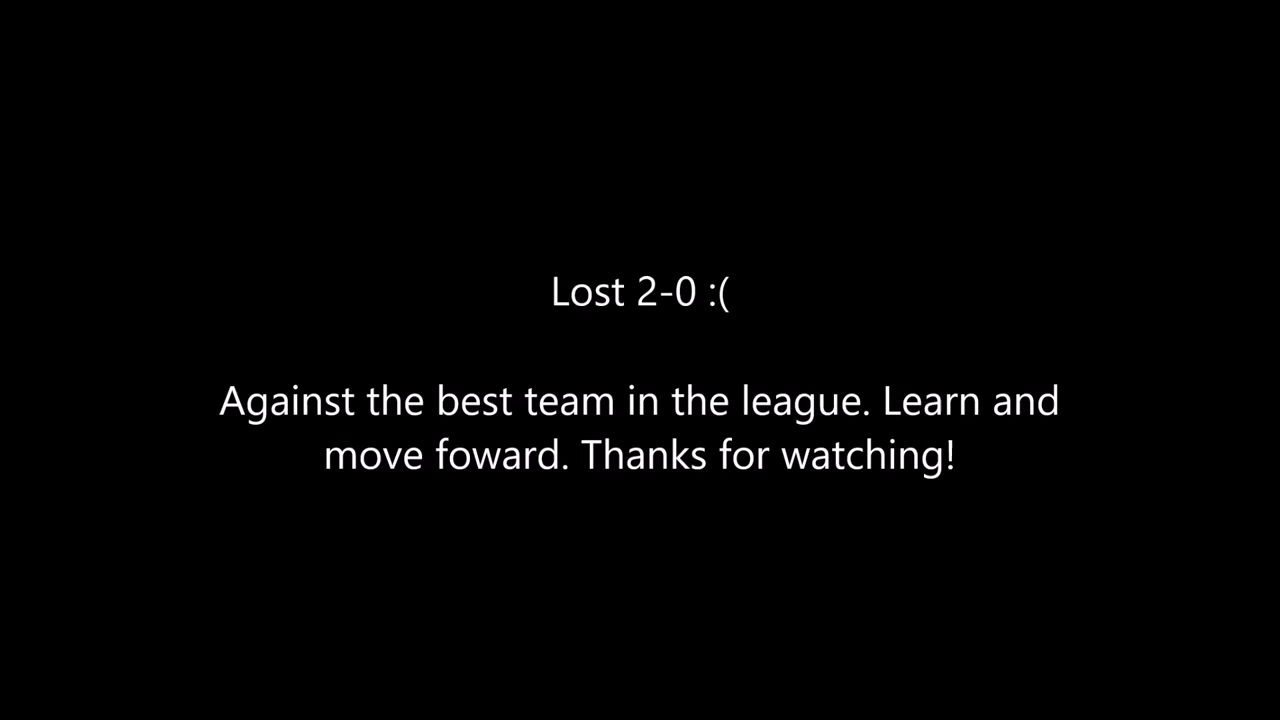 Lost 2-0 :(
Against the best team in the league. Learn and
move foward. Thanks for watching!